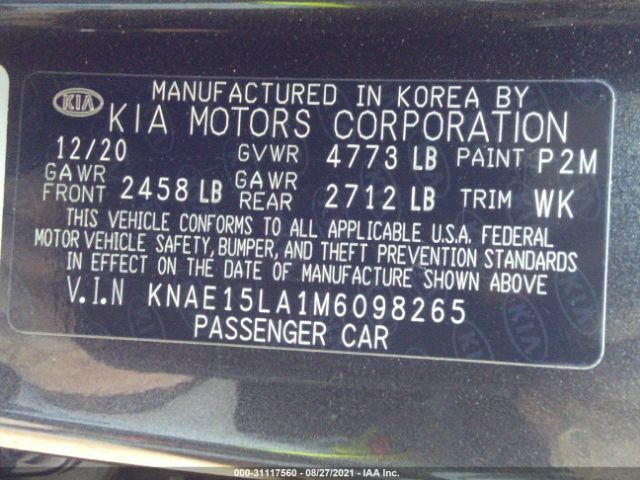 KIA
MANUFACTURED IN KOREA BY
KIA MOTORS CORPORATION
12/20 GVWR 4773 LB PAINT P2M
GAWR FRONT 2458 LB GAWR REAR 2712 LB TRIM WK
THIS VEHICLE CONFORMS TO ALL APPLICABLE U.S.A. FEDERAL
MOTOR VEHICLE SAFETY, BUMPER, AND THEFT PREVENTION STANDARDS
IN EFFECT ON THE DATE OF MANUFACTURE SHOWN ABOVE
V.I.N KNAE15LA1M6098265
PASSENGER CAR
000-31117560 - 08/27/2021 - IAA Inc.